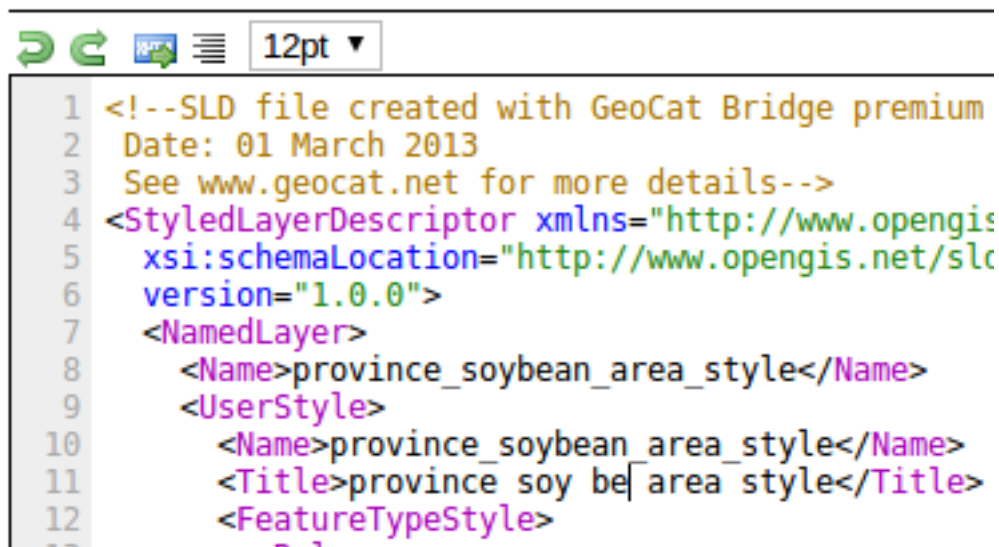 12pt ▼
1 <!--SLD file created with GeoCat Bridge premium
2 Date: 01 March 2013
3 See www.geocat.net for more details-->
4 <StyledLayerDescriptor xmlns="http://www.opengis
5 xsi:schemaLocation="http://www.opengis.net/sld
6 version="1.0.0">
7 <NamedLayer>
8 <Name>province_soybean_area_style</Name>
9 <UserStyle>
10 <Name>province_soybean_area_style</Name>
11 <Title>province soy be area style</Title>
12 <FeatureTypeStyle>